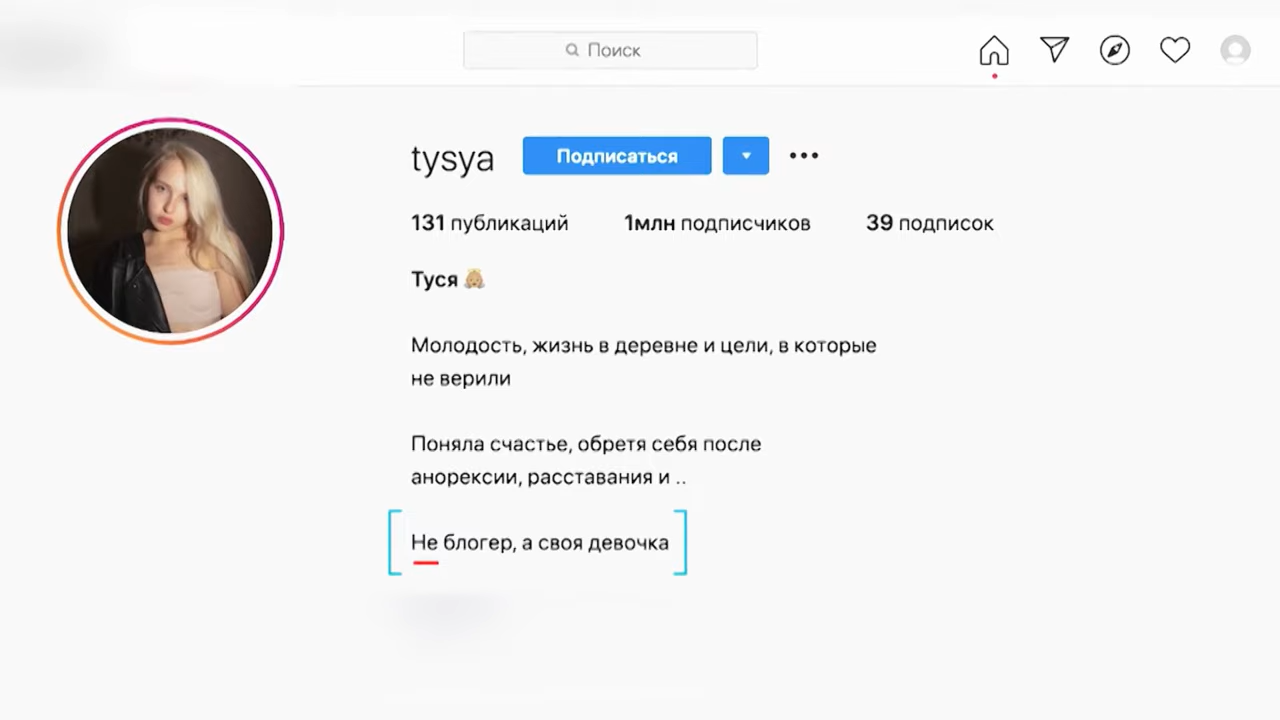 Поиск
tysya
Подписаться
131 публикаций 1млн подписчиков 39 подписок
Туся
Молодость, жизнь в деревне и цели, в которые
не верили
Поняла счастье, обретя себя после
анорексии, расставания и ..
Не блогер, а своя девочка